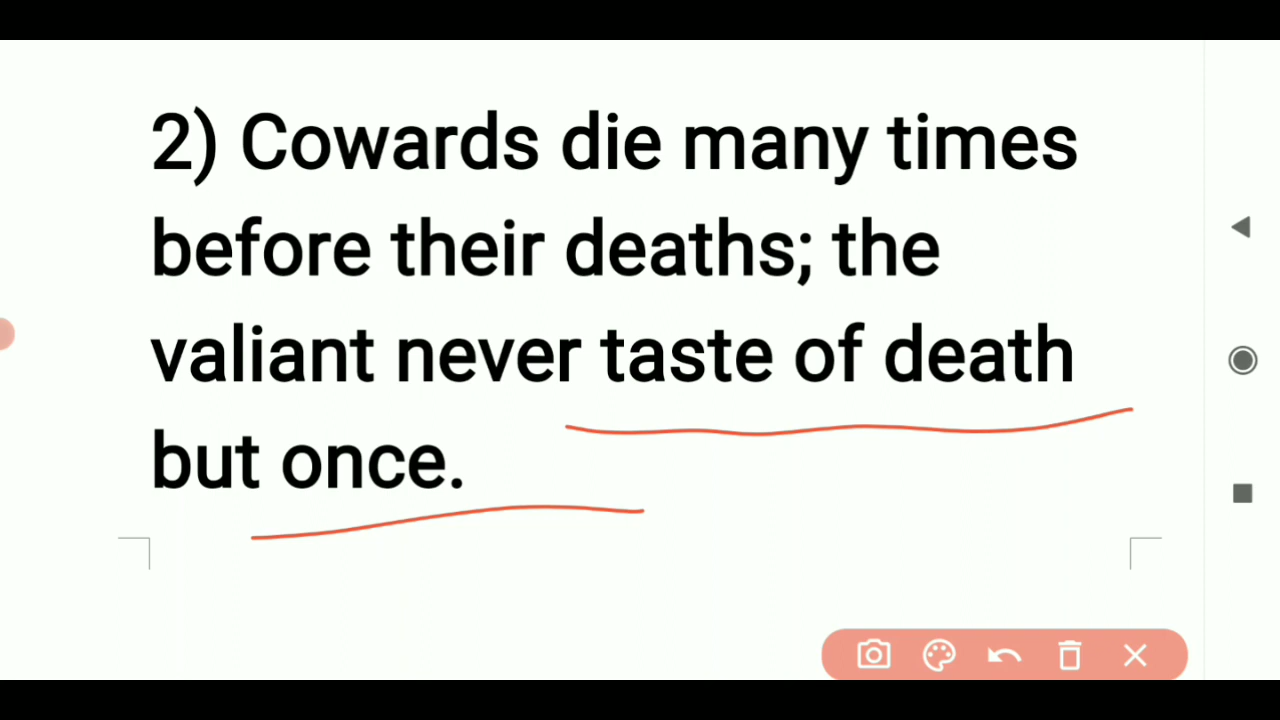 2) Cowards die many times
before their deaths; the
valiant never taste of death
but once.